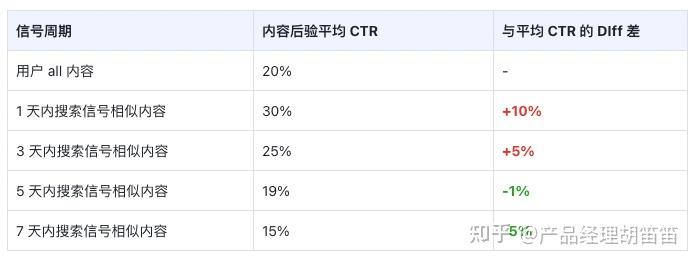 信号周期 内容后验平均 CTR 与平均 CTR 的 DIff 差
用户 all 内容 20% -
1 天内搜索信号相似内容 30% +10%
3 天内搜索信号相似内容 25% +5%
5 天内搜索信号相似内容 19% -1%
7 天内搜索信号相似内容 15% -5%
知乎 @产品经理胡笛笛